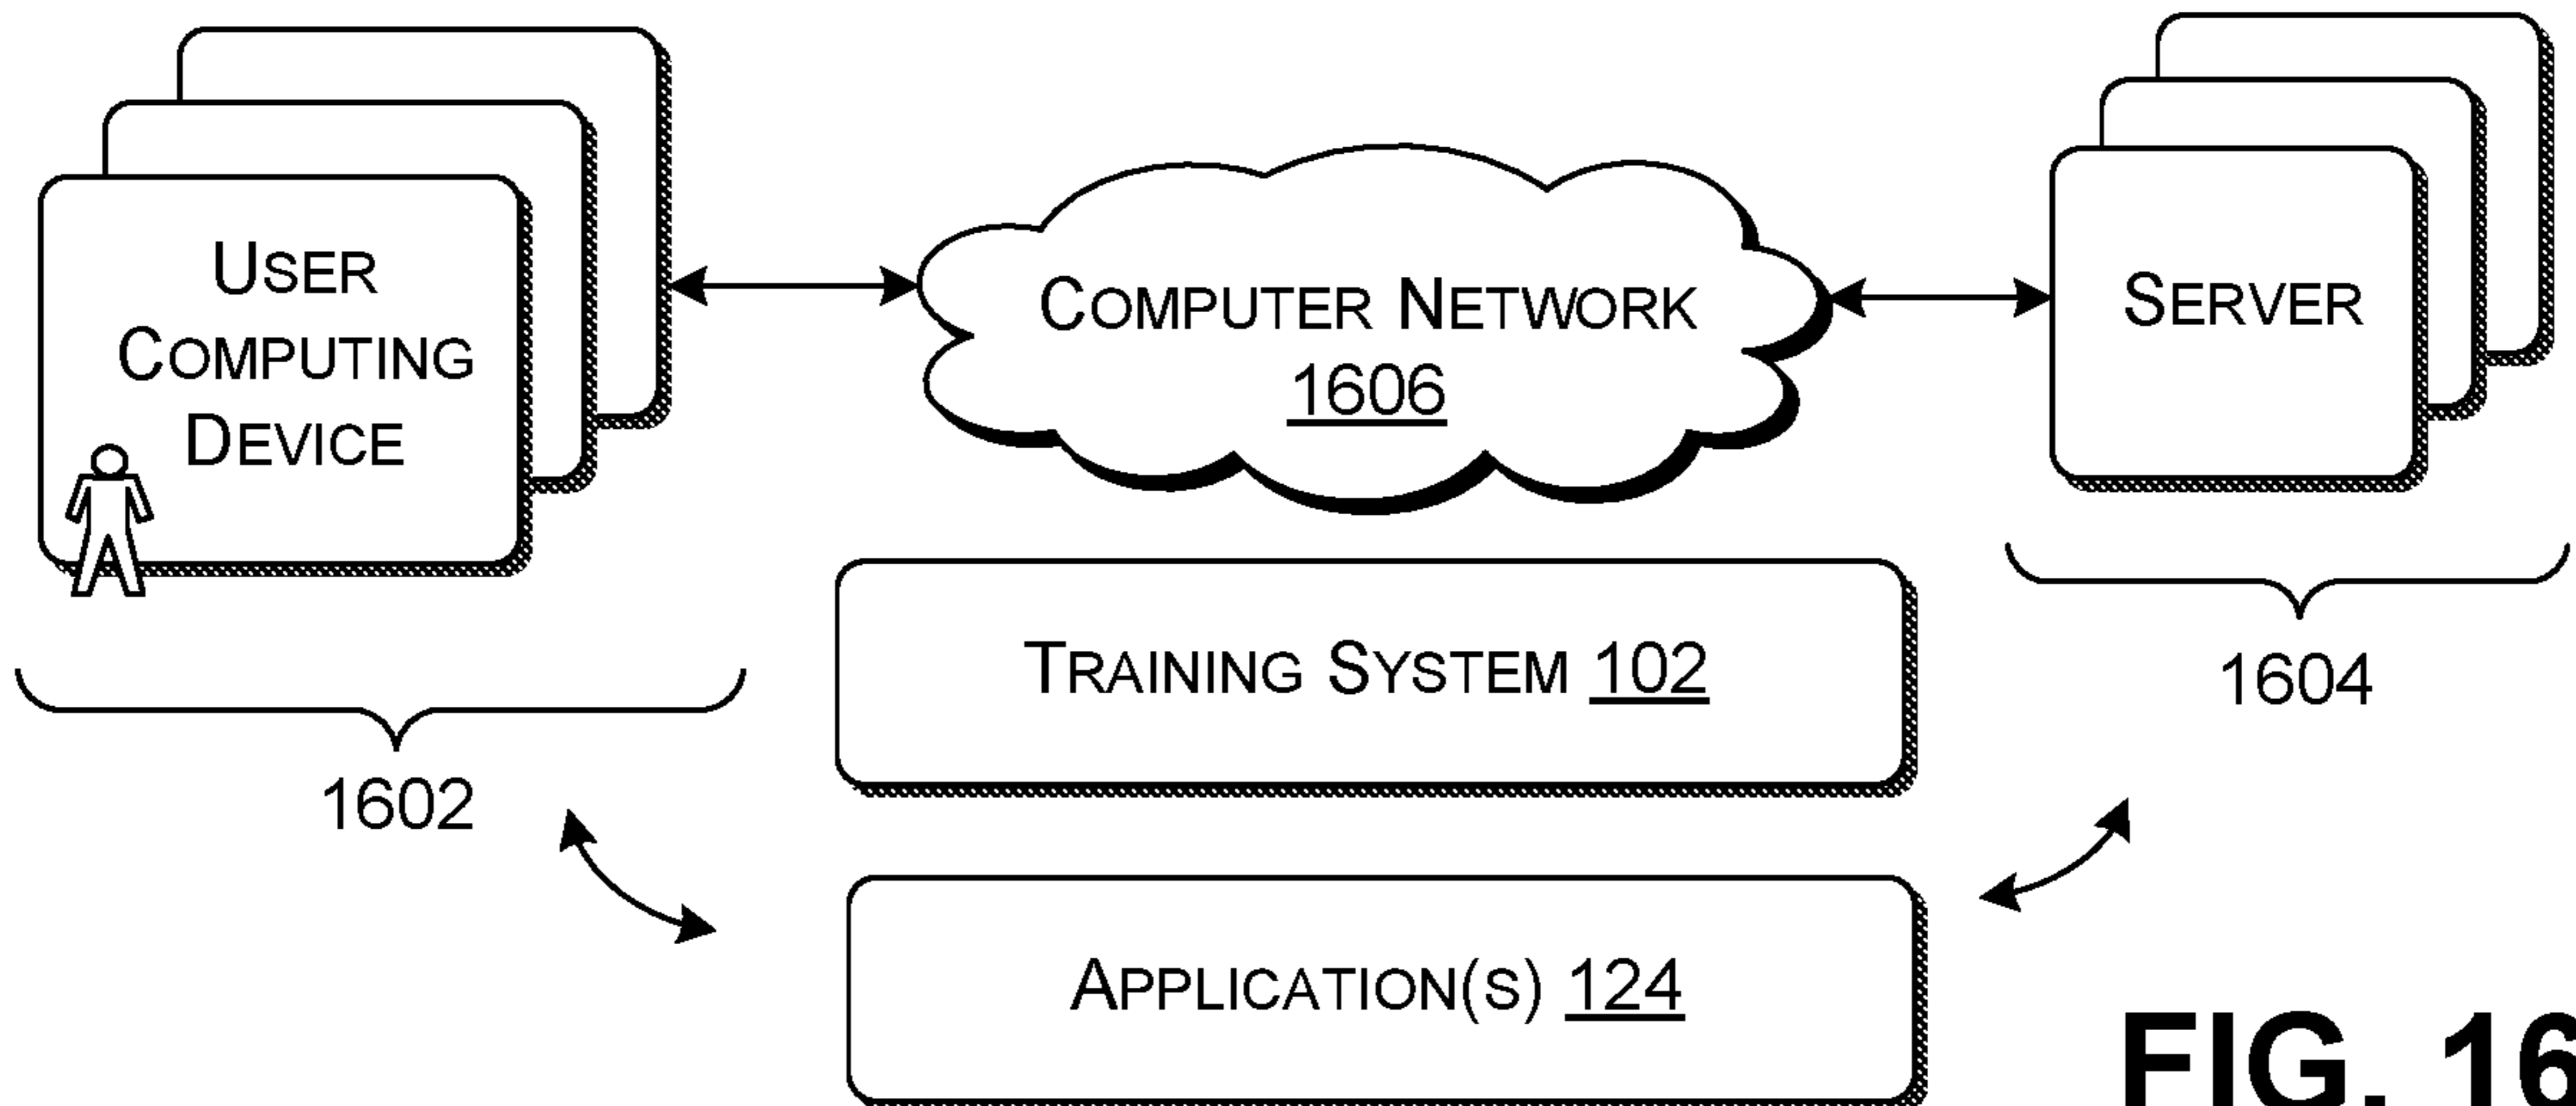 USER
COMPUTING
DEVICE
1602
COMPUTER NETWORK
1606
SERVER
1604
TRAINING SYSTEM 102
APPLICATION(S) 124
FIG. 16